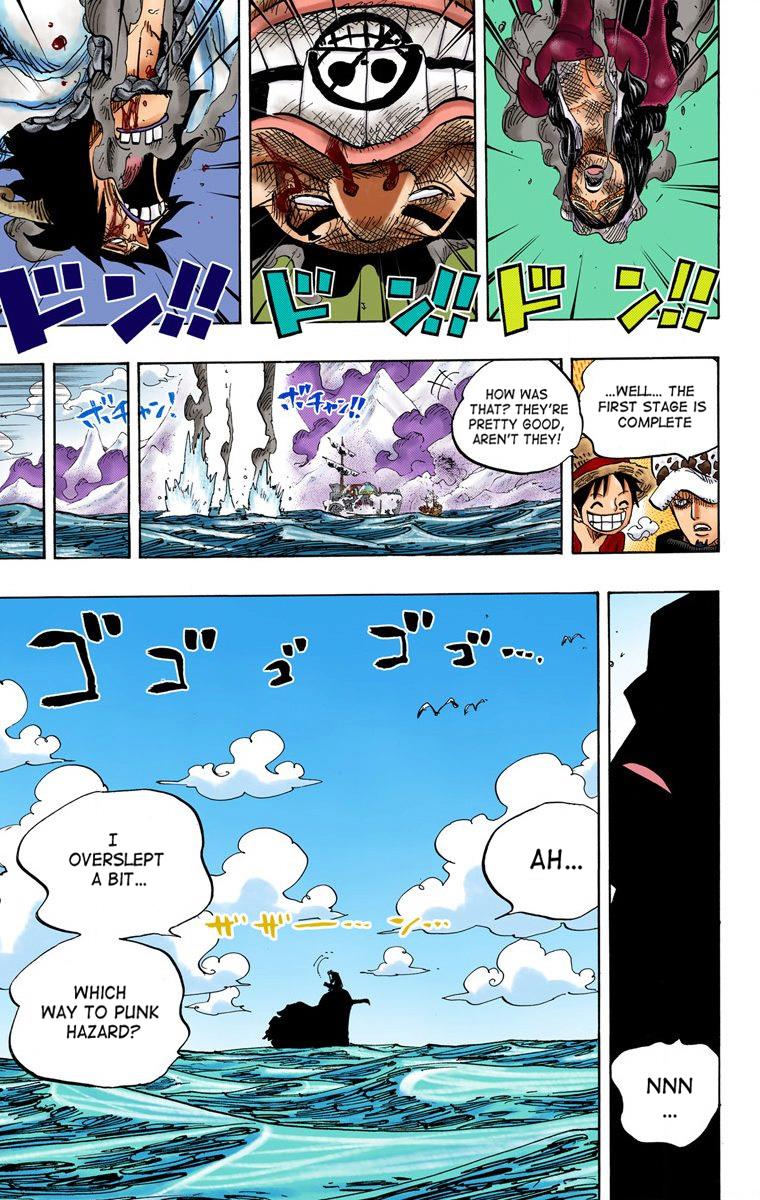 ドン!!
ドン!!
ドン!!
...WELL... THE
FIRST STAGE IS
COMPLETE
HOW WAS
THAT? THEY'RE
PRETTY GOOD,
AREN'T THEY!
ボチャン!!
ボチャン!
NNN
...
ゴゴゴゴゴ...
AH...
I
OVERSLEPT
A BIT...
ザザーー...ン...
WHICH
WAY TO PUNK
HAZARD?